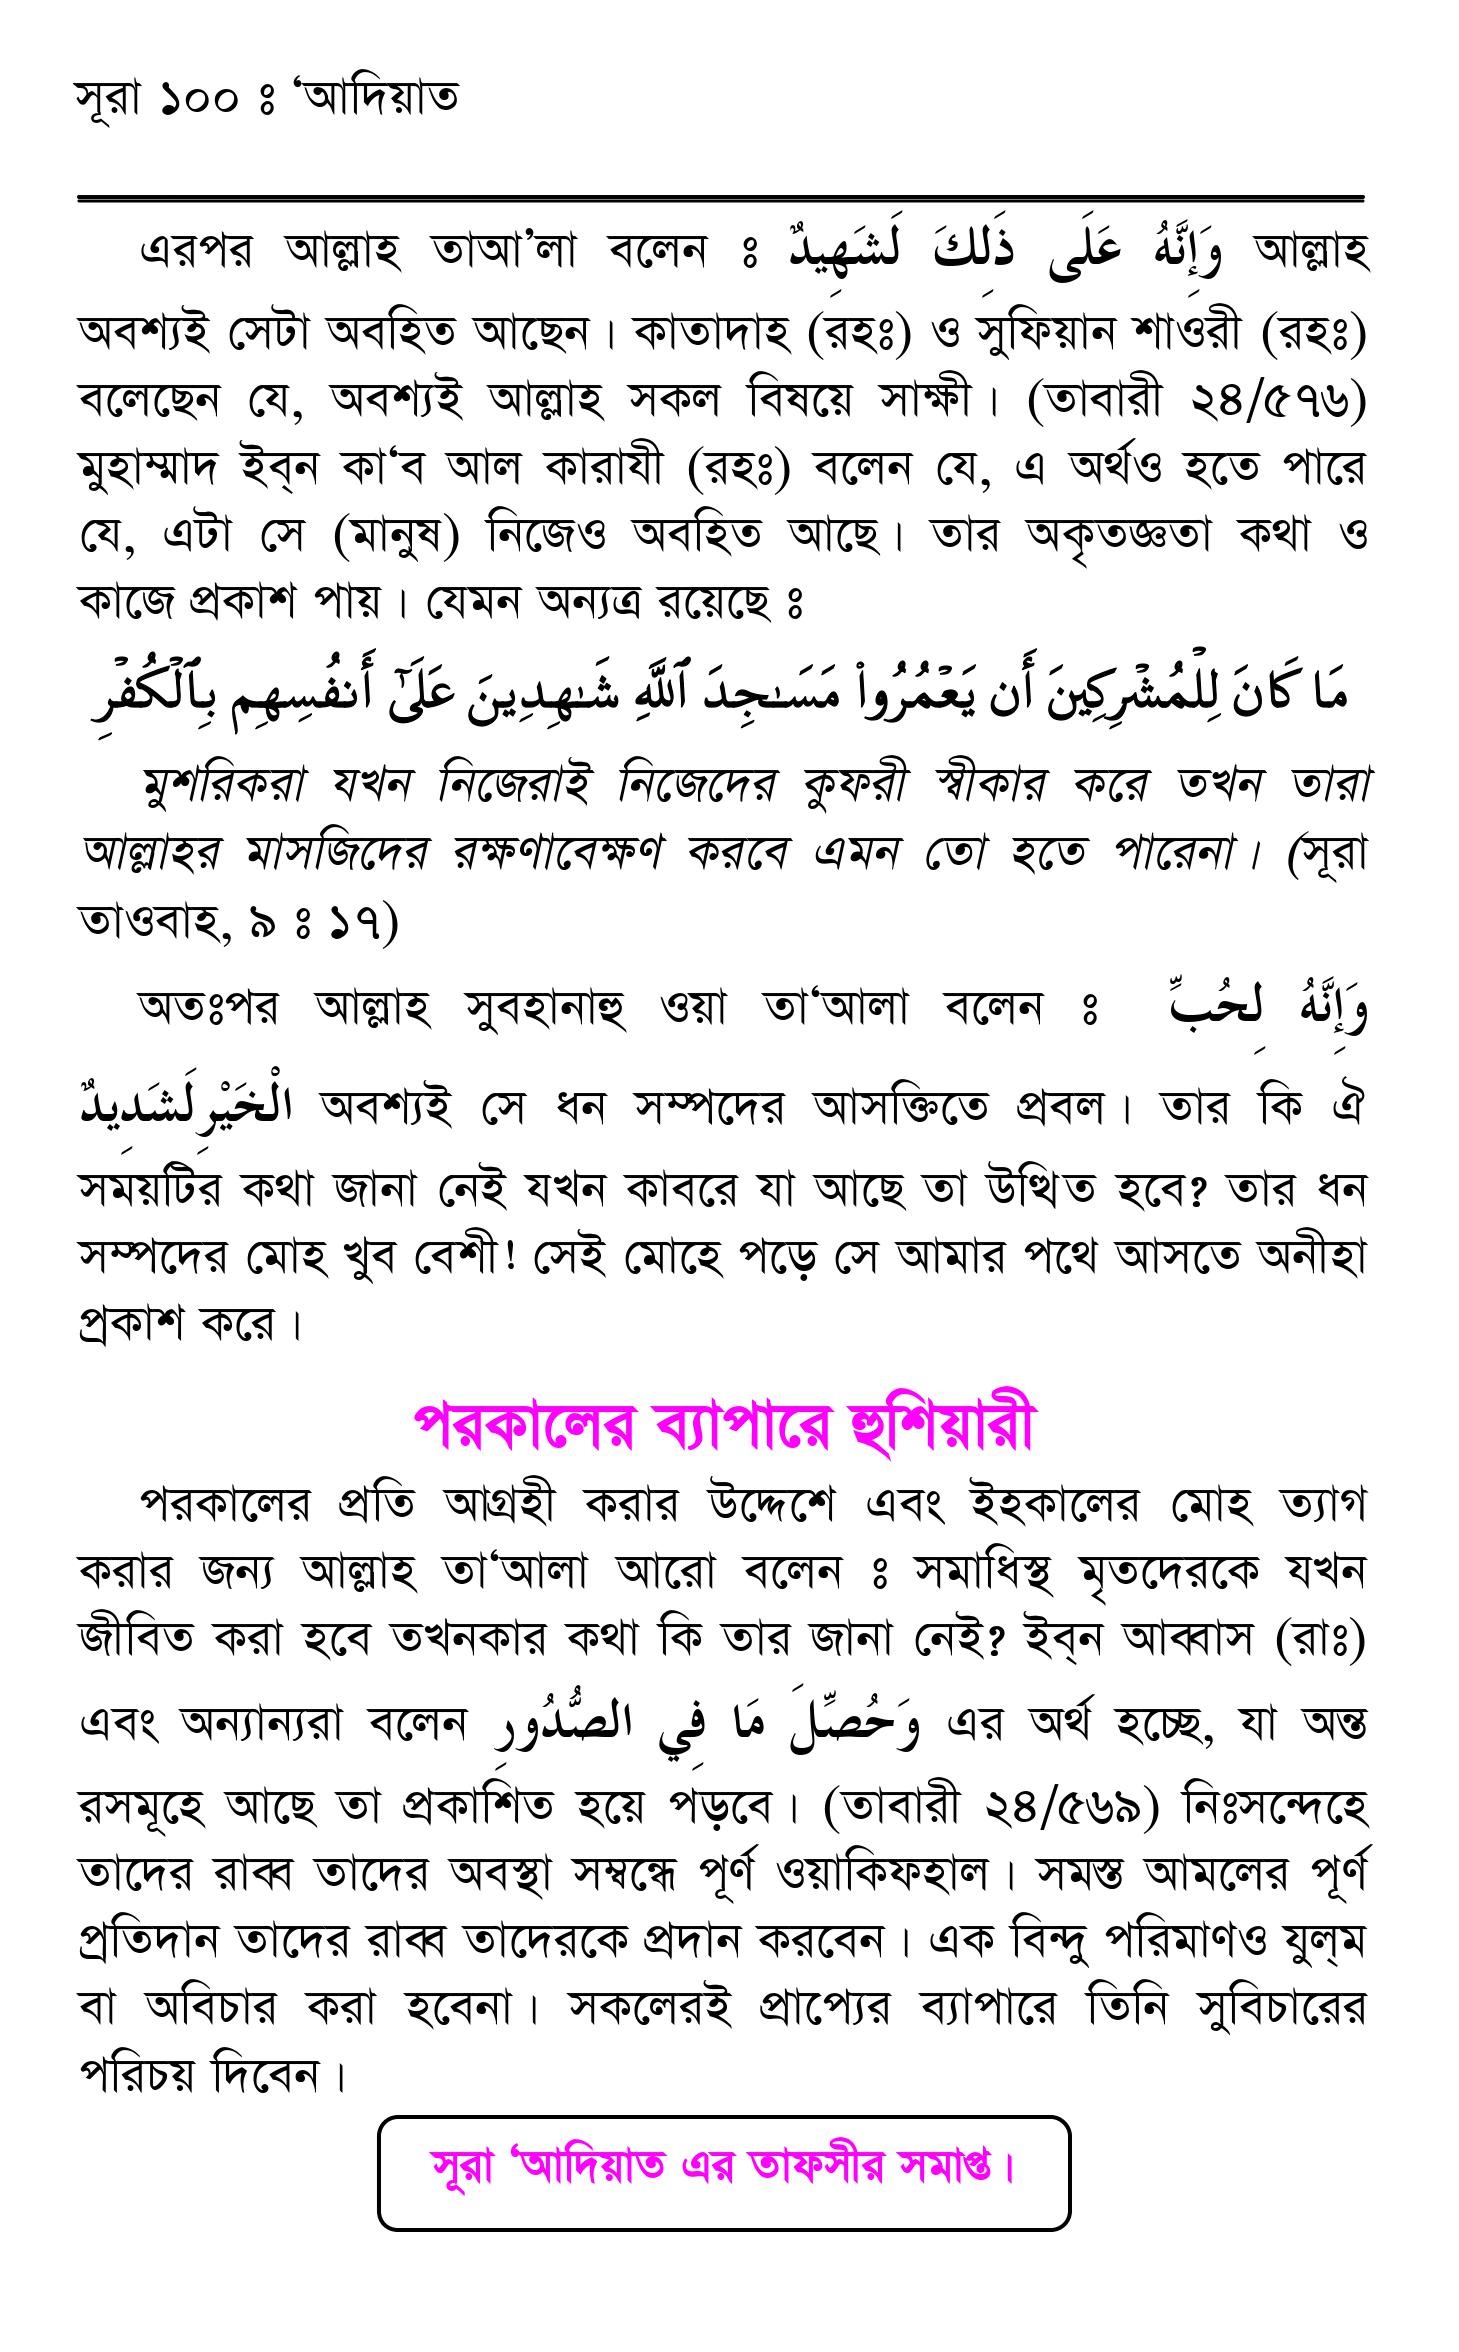 সূরা ১০০ ঃ ‘আদিয়াত
এরপর আল্লাহ তাআ’লা বলেন ঃ وَإِنَّهُ عَلَى ذَلِكَ لَشَهِيدٌ আল্লাহ
অবশ্যই সেটা অবহিত আছেন। কাতাদাহ (রহঃ) ও সুফিয়ান শাওরী (রহঃ)
বলেছেন যে, অবশ্যই আল্লাহ সকল বিষয়ে সাক্ষী। (তাবারী ২৪/৫৭৬)
মুহাম্মাদ ইব্‌ন কা‘ব আল কারাযী (রহঃ) বলেন যে, এ অর্থও হতে পারে
যে, এটা সে (মানুষ) নিজেও অবহিত আছে। তার অকৃতজ্ঞতা কথা ও
কাজে প্রকাশ পায়। যেমন অন্যত্র রয়েছে ঃ
مَا كَانَ لِلْمُشْرِكِينَ أَن يَعْمُرُوا۟ مَسَـٰجِدَ ٱللَّهِ شَـٰهِدِينَ عَلَىٰٓ أَنفُسِهِم بِٱلْكُفْرِ
মুশরিকরা যখন নিজেরাই নিজেদের কুফরী স্বীকার করে তখন তারা
আল্লাহর মাসজিদের রক্ষণাবেক্ষণ করবে এমন তো হতে পারেনা। (সূরা
তাওবাহ, ৯ ঃ ১৭)
অতঃপর আল্লাহ সুবহানাহু ওয়া তা‘আলা বলেন ঃ وَإِنَّهُ لِحُبِّ
الْخَيْرِ لَشَدِيدٌ অবশ্যই সে ধন সম্পদের আসক্তিতে প্রবল। তার কি ঐ
সময়টির কথা জানা নেই যখন কাবরে যা আছে তা উত্থিত হবে? তার ধন
সম্পদের মোহ খুব বেশী! সেই মোহে পড়ে সে আমার পথে আসতে অনীহা
প্রকাশ করে।
পরকালের ব্যাপারে হুশিয়ারী
পরকালের প্রতি আগ্রহী করার উদ্দেশে এবং ইহকালের মোহ ত্যাগ
করার জন্য আল্লাহ তা‘আলা আরো বলেন ঃ সমাধিস্থ মৃতদেরকে যখন
জীবিত করা হবে তখনকার কথা কি তার জানা নেই? ইব্‌ন আব্বাস (রাঃ)
এবং অন্যান্যরা বলেন وَحُصِّلَ مَا فِي الصُّدُورِ এর অর্থ হচ্ছে, যা অন্ত
রসমূহে আছে তা প্রকাশিত হয়ে পড়বে। (তাবারী ২৪/৫৬৯) নিঃসন্দেহে
তাদের রাব্ব তাদের অবস্থা সম্বন্ধে পূর্ণ ওয়াকিফহাল। সমস্ত আমলের পূর্ণ
প্রতিদান তাদের রাব্ব তাদেরকে প্রদান করবেন। এক বিন্দু পরিমাণও যুল্‌ম
বা অবিচার করা হবেনা। সকলেরই প্রাপ্যের ব্যাপারে তিনি সুবিচারের
পরিচয় দিবেন।
সূরা ‘আদিয়াত এর তাফসীর সমাপ্ত।